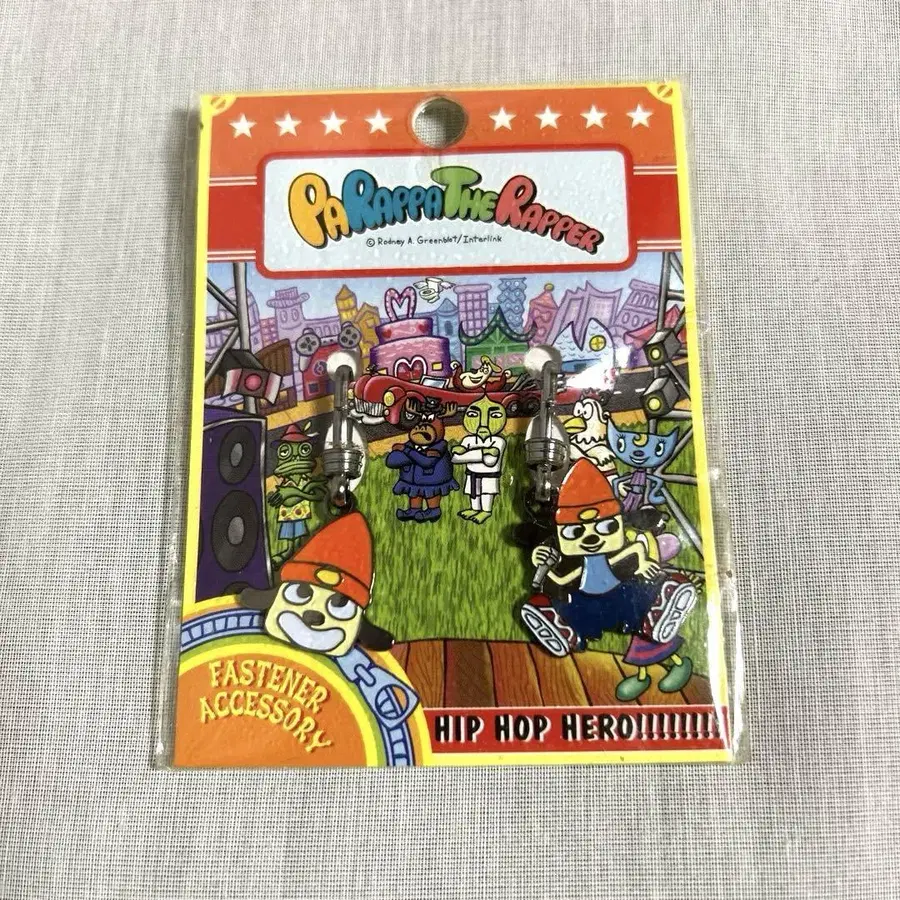 PARAPPA THE RAPPER
© Rodney A. Greenblat/Interlink
FASTENER
ACCESSORY
HIP HOP HERO!!!!!!!!